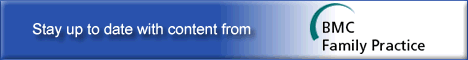 Stay up to date with content from
BMC
Family Practice